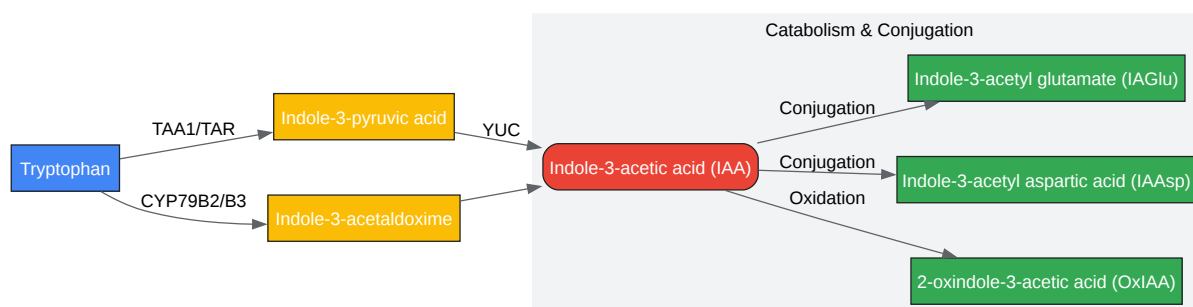 Catabolism & Conjugation
Indole-3-acetyl glutamate (IAGlu)
Conjugation
Indole-3-pyruvic acid
TAA1/TAR
YUC
Tryptophan
Indole-3-acetic acid (IAA)
Conjugation
Indole-3-acetyl aspartic acid (IAAsp)
CYP79B2/B3
Indole-3-acetaldoxime
Oxidation
2-oxindole-3-acetic acid (OxIAA)